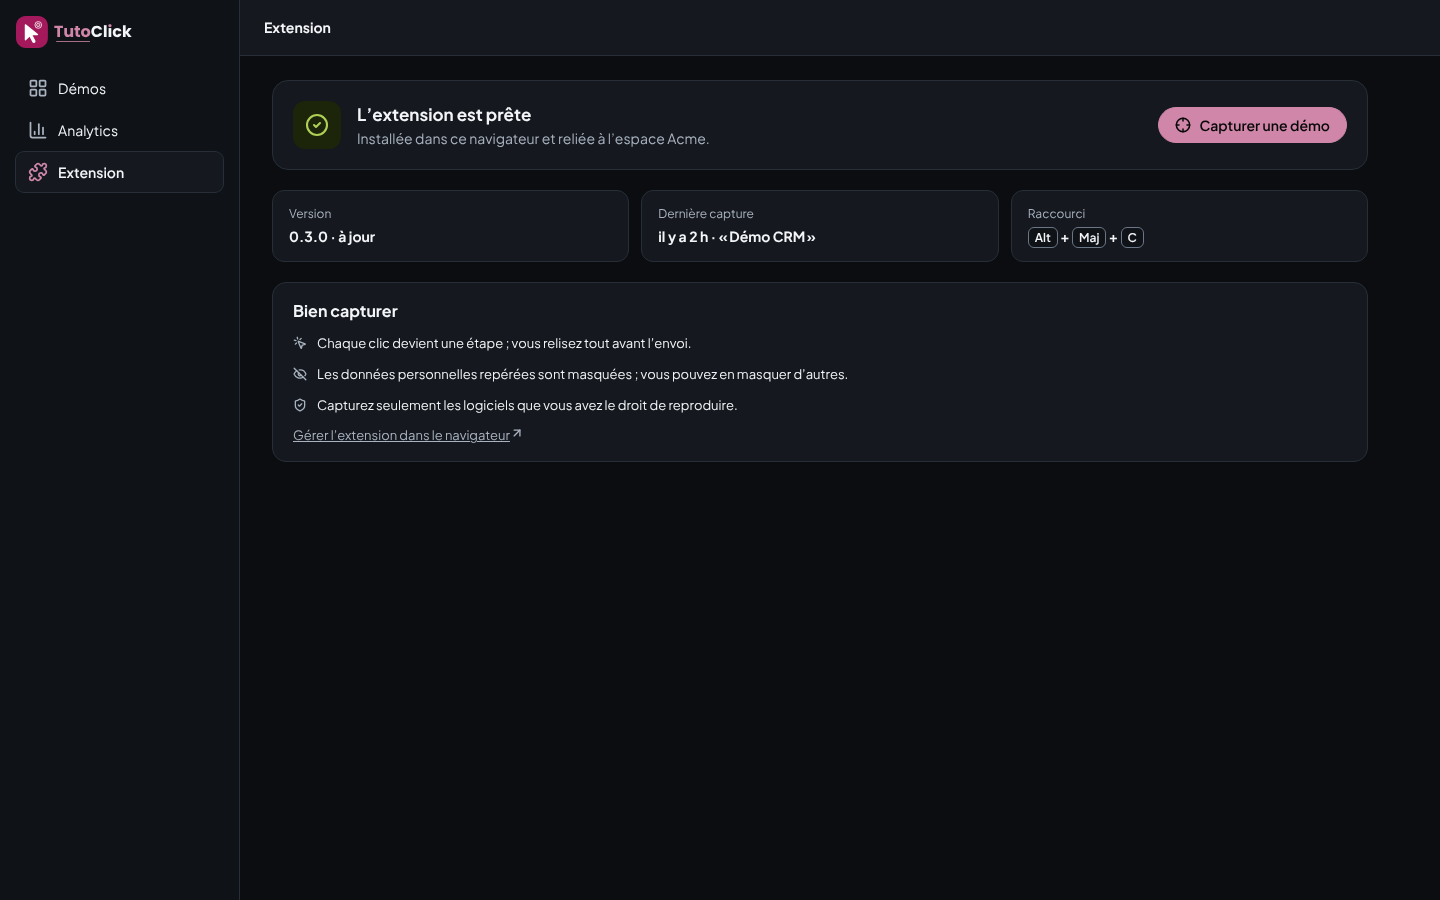 TutoClick
Démos
Analytics
Extension
Extension
L’extension est prête
Installée dans ce navigateur et reliée à l’espace Acme.
Capturer une démo
Version
0.3.0 · à jour
Dernière capture
il y a 2 h · « Démo CRM »
Raccourci
Alt + Maj + C
Bien capturer
Chaque clic devient une étape ; vous relisez tout avant l’envoi.
Les données personnelles repérées sont masquées ; vous pouvez en masquer d’autres.
Capturez seulement les logiciels que vous avez le droit de reproduire.
Gérer l’extension dans le navigateur